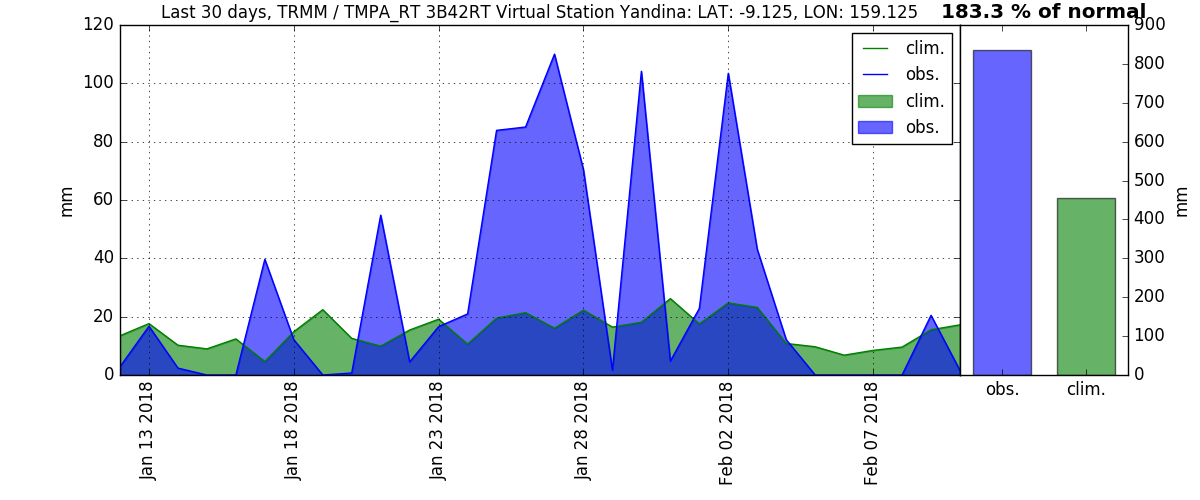 Last 30 days, TRMM / TMPA_RT 3B42RT Virtual Station Yandina: LAT: -9.125, LON: 159.125
183.3 % of normal
120
100
80
60
40
20
0
mm
clim.
obs.
clim.
obs.
Jan 13 2018
Jan 18 2018
Jan 23 2018
Jan 28 2018
Feb 02 2018
Feb 07 2018
900
800
700
600
500
400
300
200
100
0
mm
obs.
clim.